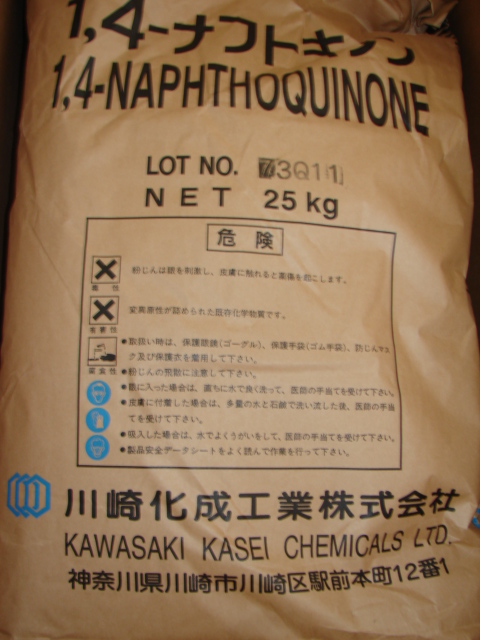 1,4-ナフトキノン
1,4-NAPHTHOQUINONE
LOT NO. 73Q11
NET 25 kg
危険
粉じんは眼を刺激し、皮膚に触れると薬傷を起こします。
変異原性が認められた既存化学物質です。
有害性
腐食性
●取扱い時は、保護眼鏡(ゴーグル)、保護手袋(ゴム手袋)、防じんマス
ク及び保護衣を着用して下さい。
●粉じんの飛散に注意して下さい。
●眼に入った場合は、直ちに水で良く洗って、医師の手当てを受けて下さい。
●皮膚に付着した場合は、多量の水と石鹸で洗い流した後、医師の手当
てを受けて下さい。
●吸入した場合は、水でよくうがいをして、医師の手当てを受けて下さい。
●製品安全データシートをよく読んで作業を行って下さい。
川崎化成工業株式会社
KAWASAKI KASEI CHEMICALS LTD.
神奈川県川崎市川崎区駅前本町12番1